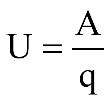 U = A/q